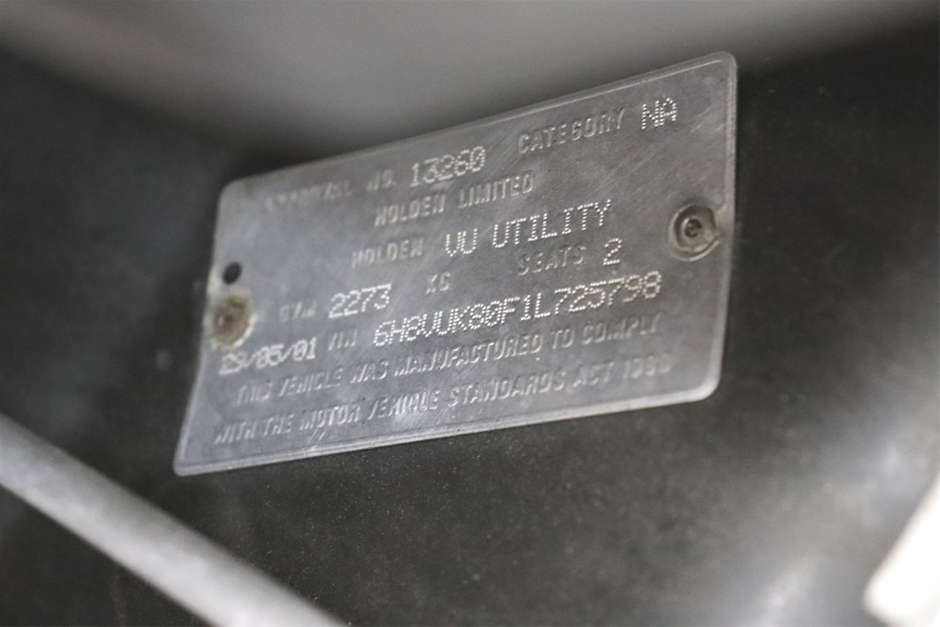 APPROVAL NO. 13260 CATEGORY NA
HOLDEN LIMITED
HOLDEN VU UTILITY
GVM 2273 KG SEATS 2
29/05/01 VIN 6H8VUK80F1L725798
THIS VEHICLE WAS MANUFACTURED TO COMPLY
WITH THE MOTOR VEHICLE STANDARDS ACT 1989